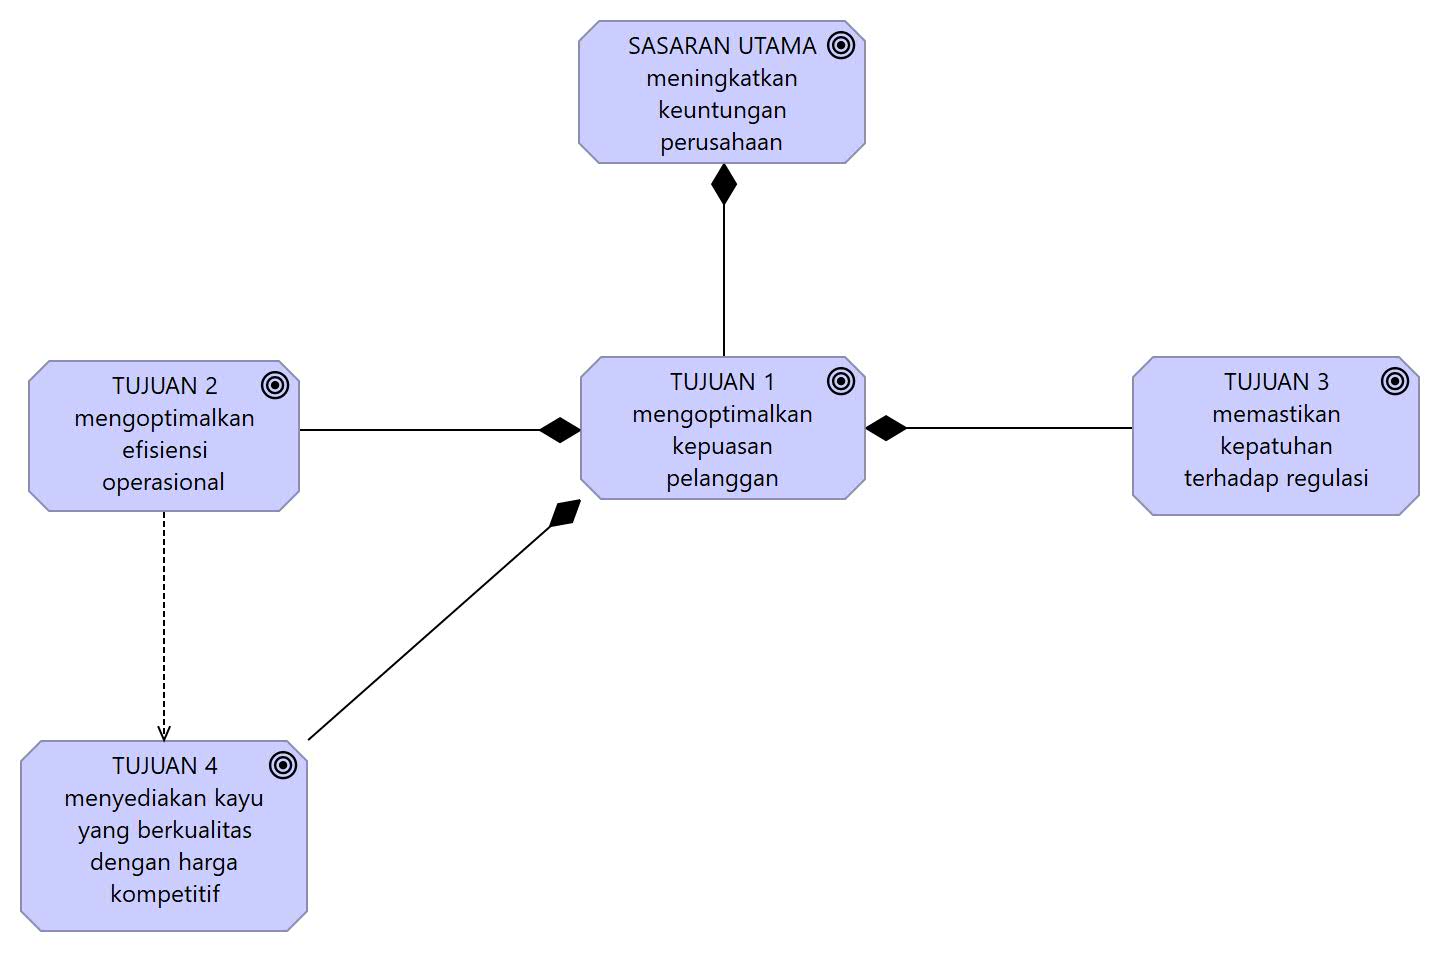 SASARAN UTAMA
meningkatkan
keuntungan
perusahaan
TUJUAN 2
mengoptimalkan
efisiensi
operasional
TUJUAN 1
mengoptimalkan
kepuasan
pelanggan
TUJUAN 3
memastikan
kepatuhan
terhadap regulasi
TUJUAN 4
menyediakan kayu
yang berkualitas
dengan harga
kompetitif